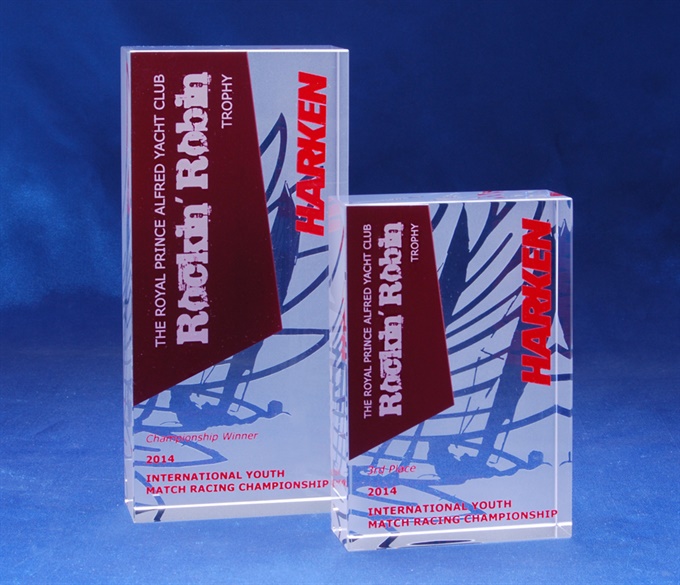 THE ROYAL PRINCE ALFRED YACHT CLUB
Rockin' Robin
TROPHY
HARKEN
Championship Winner
2014
INTERNATIONAL YOUTH
MATCH RACING CHAMPIONSHIP
THE ROYAL PRINCE ALFRED YACHT CLUB
Rockin' Robin
TROPHY
HARKEN
3rd Place
2014
INTERNATIONAL YOUTH
MATCH RACING CHAMPIONSHIP